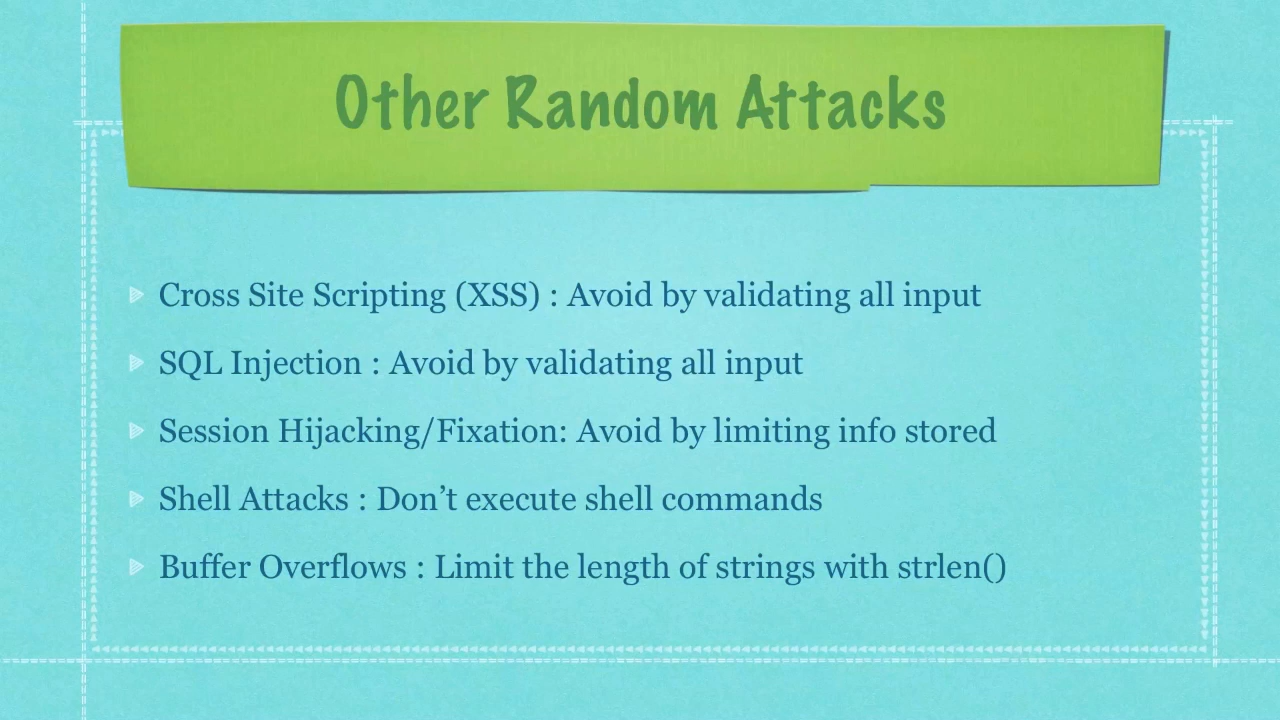 Other Random Attacks
Cross Site Scripting (XSS) : Avoid by validating all input
SQL Injection : Avoid by validating all input
Session Hijacking/Fixation: Avoid by limiting info stored
Shell Attacks : Don’t execute shell commands
Buffer Overflows : Limit the length of strings with strlen()